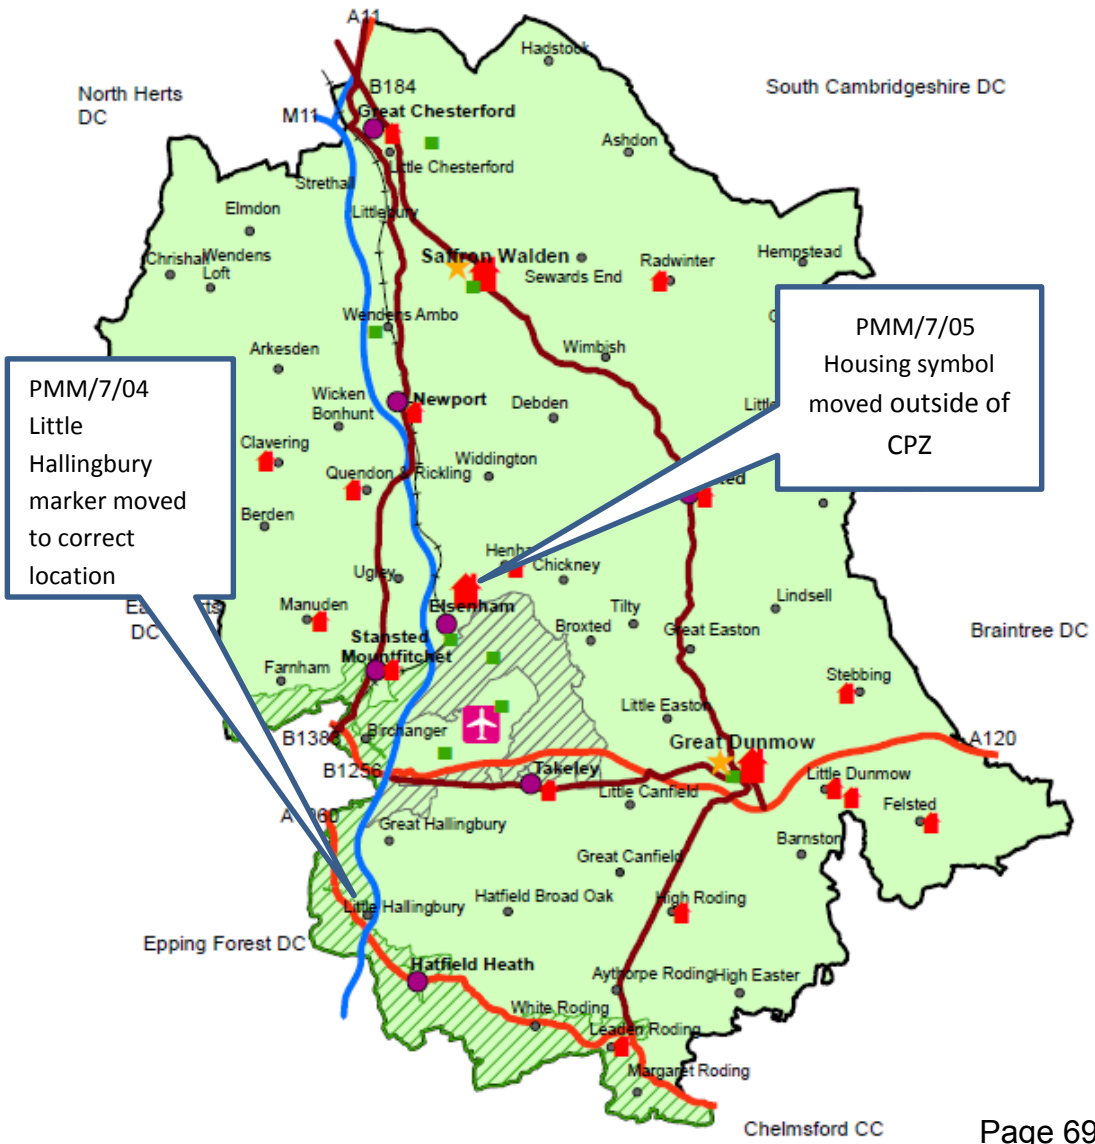 A11
Hadstock
North Herts
DC
B184
South Cambridgeshire DC
M11
Great Chesterford
Ashdon
Little Chesterford
Strethall
Littlebury
Elmdon
Chrishall
Wendens
Loft
Saffron Walden
Sewards End
Radwinter
Hempstead
Wendens Ambo
PMM/7/05
Housing symbol
moved outside of
CPZ
Arkesden
Wimbish
PMM/7/04
Little
Hallingbury
marker moved
to correct
location
Wicken
Bonhunt
Newport
Debden
Clavering
Quendon & Rickling
Widdington
Berden
Ugley
Chickney
Manuden
Elsenham
Lindsell
DC
Tilty
Broxted
Great Easton
Braintree DC
Stansted
Mountfitchet
Farnham
Stebbing
Little Easton
B1383
Birchanger
Great Dunmow
A120
B1256
Takeley
Little Dunmow
Little Canfield
Felsted
Great Hallingbury
Barnston
Great Canfield
Little Hallingbury
Hatfield Broad Oak
High Roding
Epping Forest DC
Hatfield Heath
Aythorpe Roding
High Easter
White Roding
Leaden Roding
Margaret Roding
Chelmsford CC
Page 69